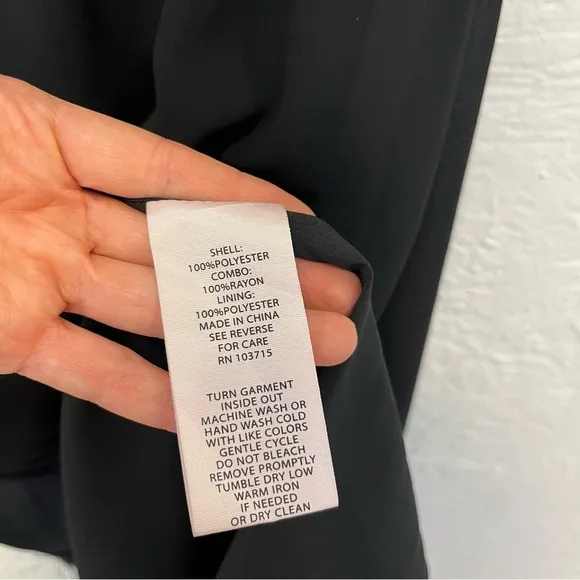 SHELL:
100%POLYESTER
COMBO:
100%RAYON
LINING:
100%POLYESTER
MADE IN CHINA
SEE REVERSE
FOR CARE
RN 103715
TURN GARMENT
INSIDE OUT
MACHINE WASH OR
HAND WASH COLD
WITH LIKE COLORS
GENTLE CYCLE
DO NOT BLEACH
REMOVE PROMPTLY
TUMBLE DRY LOW
WARM IRON
IF NEEDED
OR DRY CLEAN